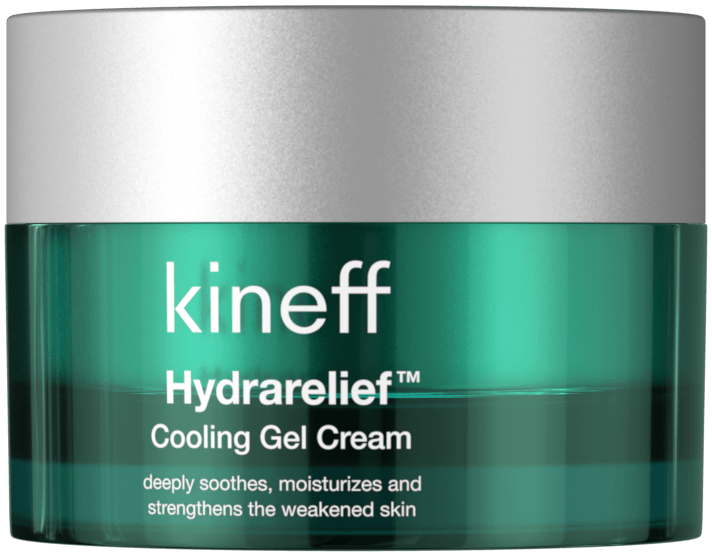 kineff
Hydrarelief™
Cooling Gel Cream
deeply soothes, moisturizes and
strengthens the weakened skin